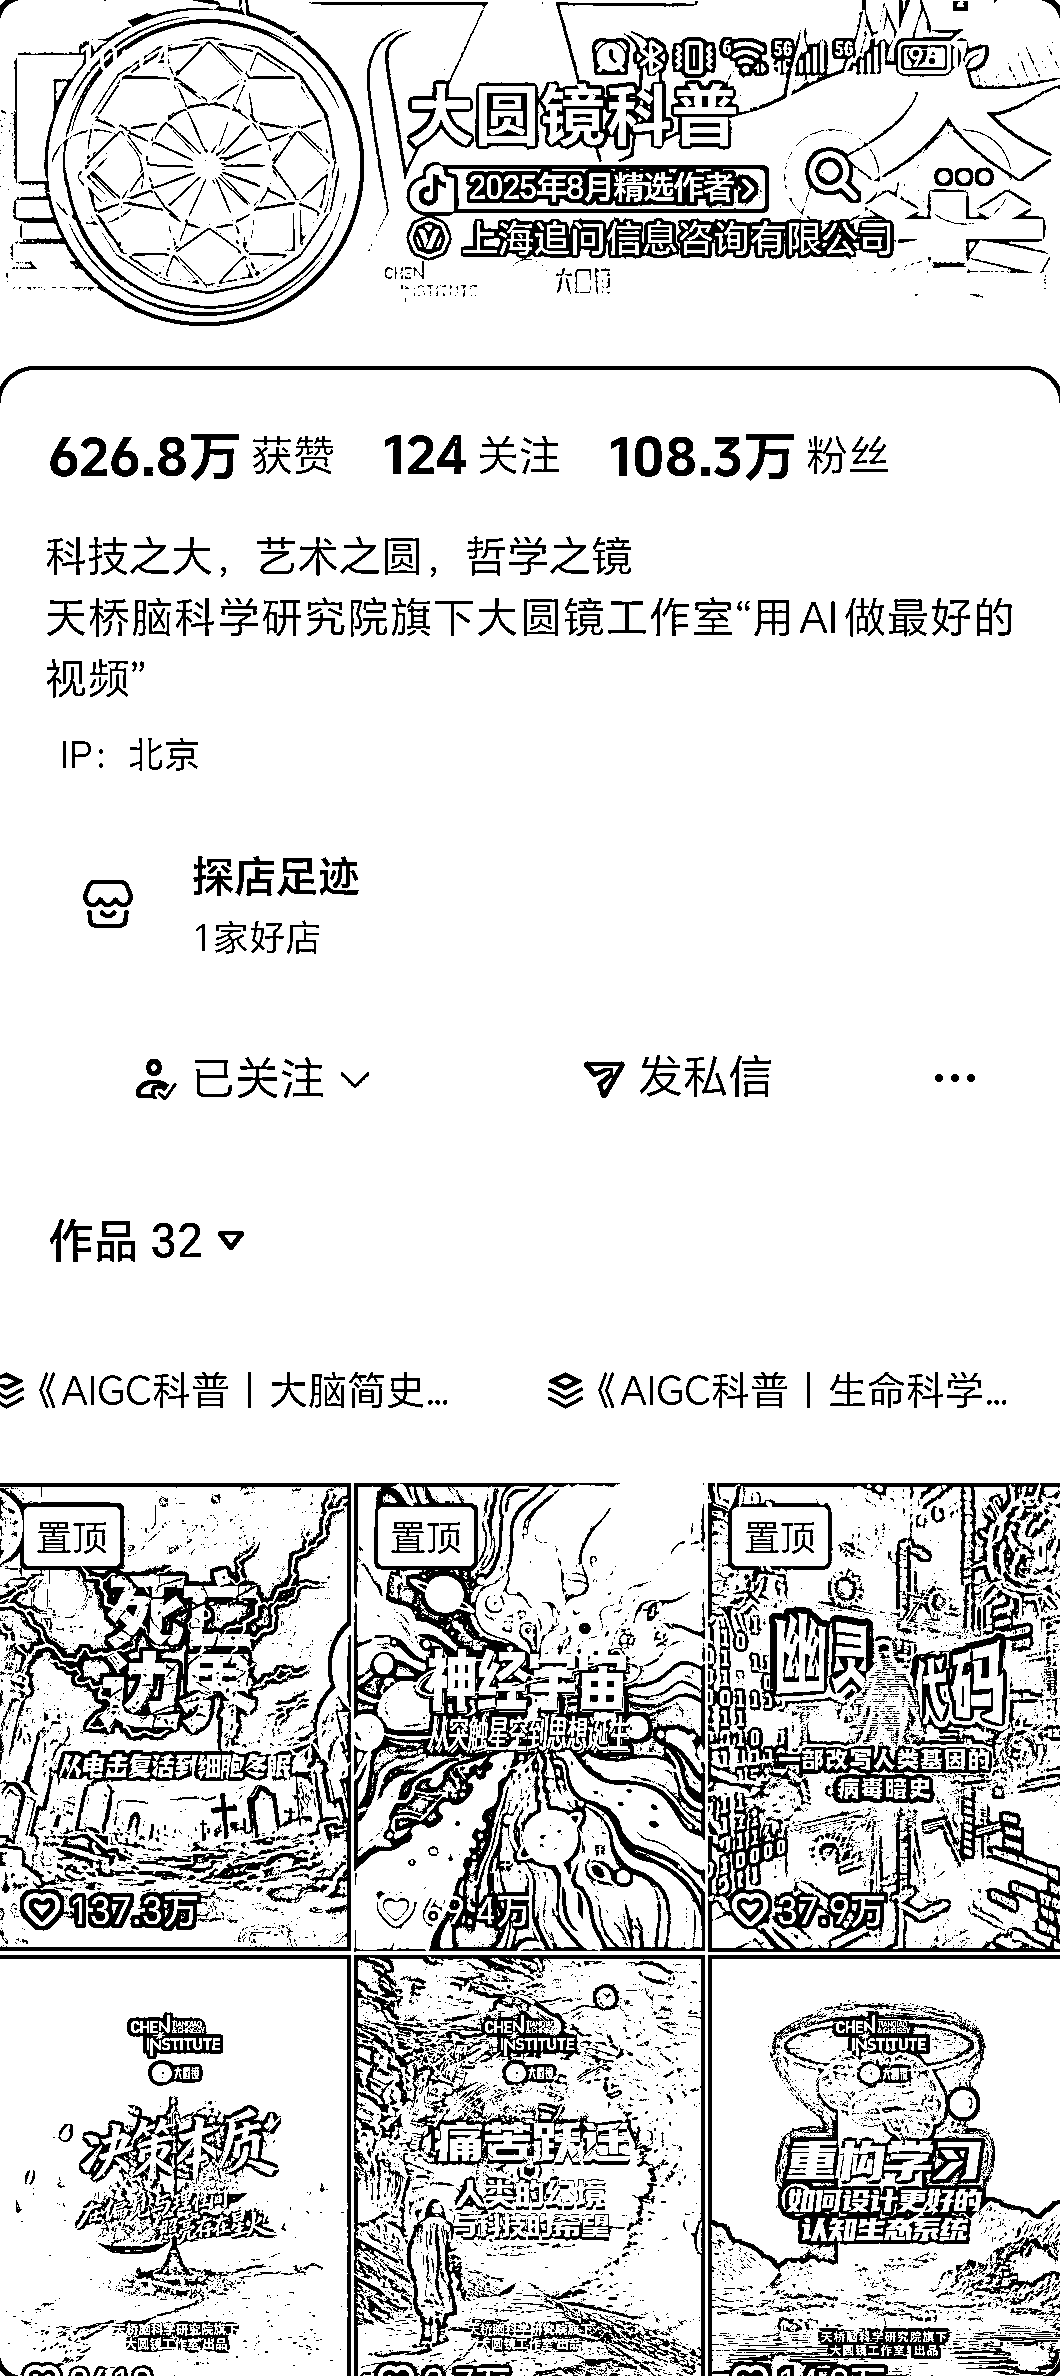 大圆镜科普
2025年8月精选作者
上海追问信息咨询有限公司
CHEN
INSTITUTE
大圆镜
626.8万 获赞 124 关注 108.3万 粉丝
科技之大，艺术之圆，哲学之镜
天桥脑科学研究院旗下大圆镜工作室“用AI做最好的
视频”
IP：北京
探店足迹
1家好店
已关注
发私信
作品 32
《AIGC科普丨大脑简史...
《AIGC科普丨生命科学...
置顶
死亡
边界
从电击复活到细胞冬眠
137.3万
置顶
神经宇宙
从突触星空到思想诞生
69.4万
置顶
幽灵代码
一部改写人类基因的
病毒暗史
37.9万
CHEN
INSTITUTE
大圆镜
决策本质
天桥脑科学研究院旗下
大圆镜工作室出品
CHEN
INSTITUTE
大圆镜
痛苦跃迁
人类的幻境
与科技的希望
天桥脑科学研究院旗下
大圆镜工作室出品
CHEN
INSTITUTE
大圆镜
重构学习
如何设计更好的
认知生态系统
天桥脑科学研究院旗下
大圆镜工作室出品